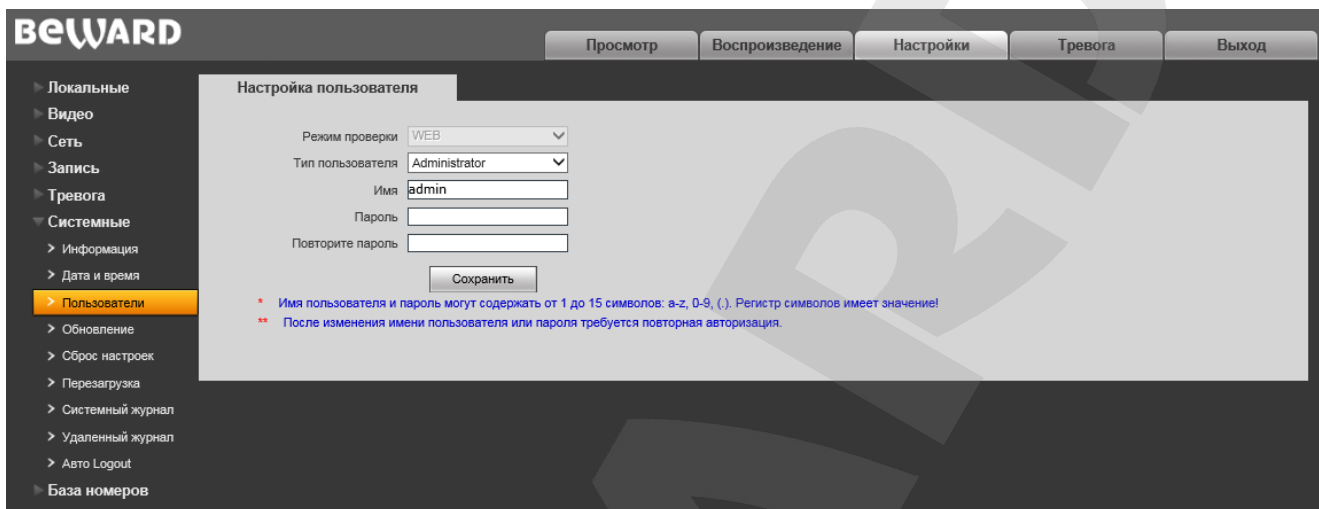 BEWARD
Просмотр Воспроизведение Настройки Тревога Выход
Локальные
Видео
Сеть
Запись
Тревога
Системные
Информация
Дата и время
Пользователи
Обновление
Сброс настроек
Перезагрузка
Системный журнал
Удаленный журнал
Авто Logout
База номеров
Настройка пользователя
Режим проверки WEB
Тип пользователя Administrator
Имя admin
Пароль
Повторите пароль
Сохранить
* Имя пользователя и пароль могут содержать от 1 до 15 символов: a-z, 0-9, (.). Регистр символов имеет значение!
** После изменения имени пользователя или пароля требуется повторная авторизация.